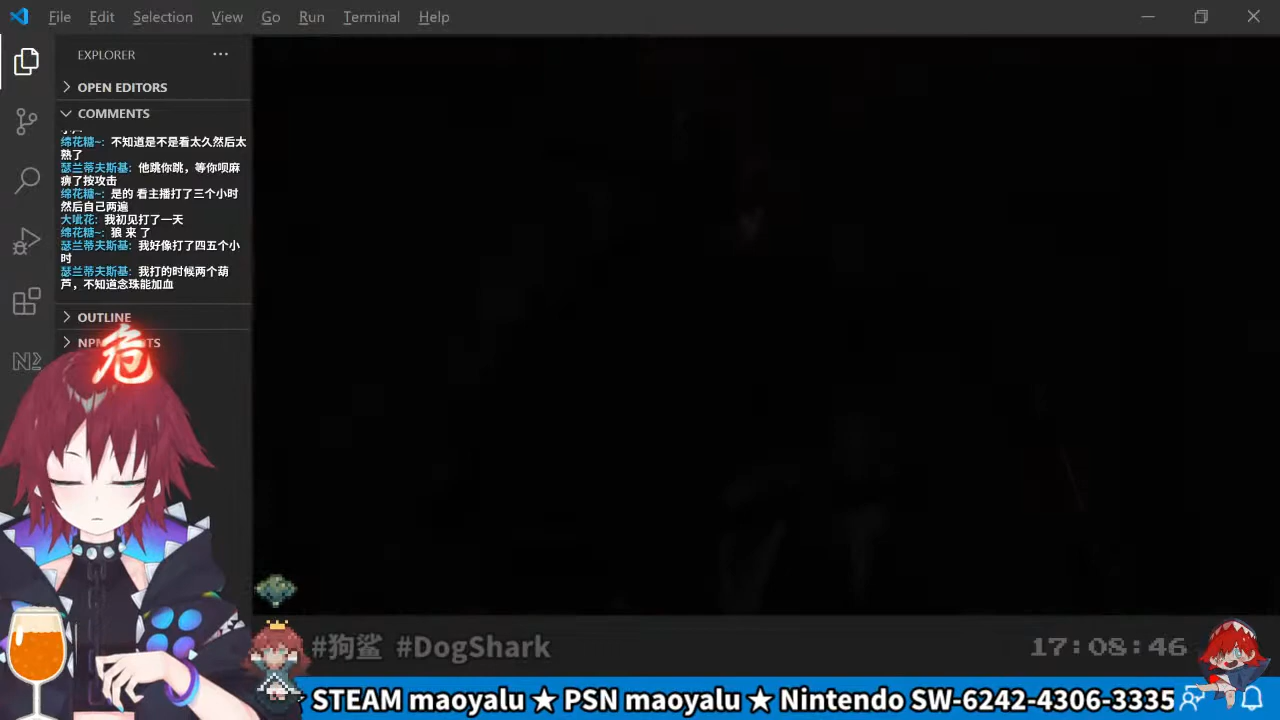 File Edit Selection View Go Run Terminal Help
EXPLORER
OPEN EDITORS
COMMENTS
绵花糖~: 不知道是不是看太久然后太
熟了
瑟兰蒂夫斯基: 他跳你跳，等你呗麻
痹了按攻击
绵花糖~: 是的 看主播打了三个小时
然后自己两遍
大呲花: 我初见打了一天
绵花糖~: 狼 来 了
瑟兰蒂夫斯基: 我好像打了四五个小
时
瑟兰蒂夫斯基: 我打的时候两个葫
芦，不知道念珠能加血
OUTLINE
危
#狗鲨 #DogShark
17:08:46
STEAM maoyalu ★ PSN maoyalu ★ Nintendo SW-6242-4306-3335